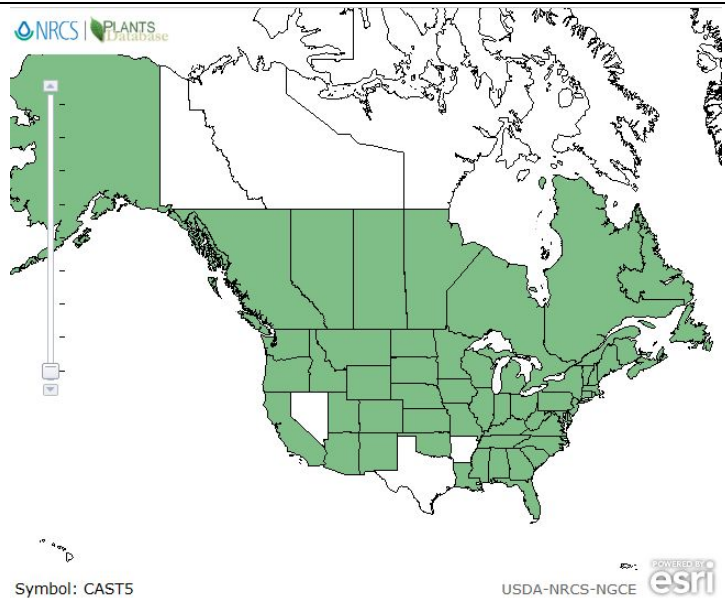 NRCS | PLANTS
Database
Symbol: CAST5
USDA-NRCS-NGCE
POWERED BY
esri